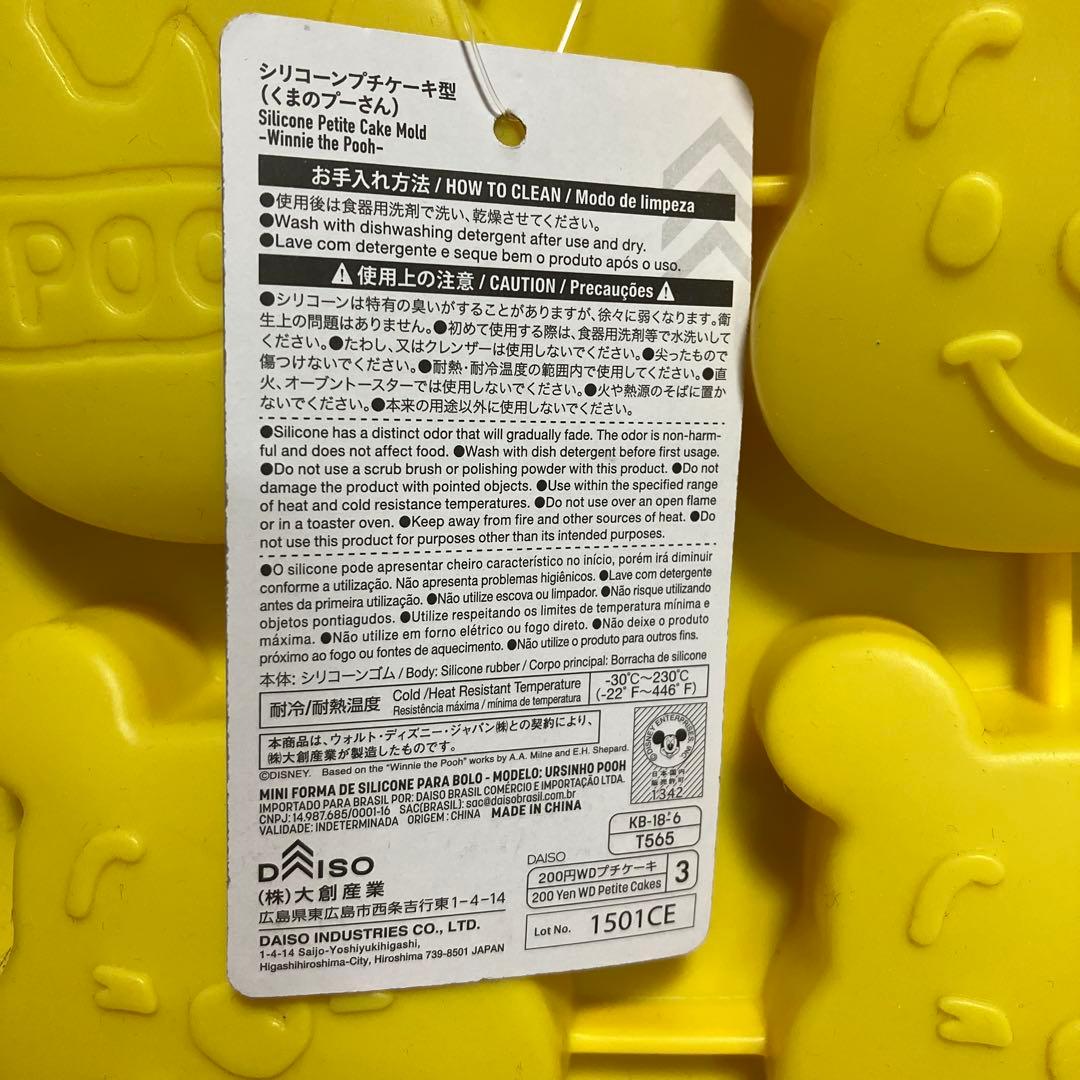 シリコーンプチケーキ型
(くまのプーさん)
Silicone Petite Cake Mold
-Winnie the Pooh-
お手入れ方法 / HOW TO CLEAN / Modo de limpeza
●使用後は食器用洗剤で洗い、乾燥させてください。
●Wash with dishwashing detergent after use and dry.
●Lave com detergente e seque bem o produto após o uso.
⚠使用上の注意 / CAUTION / Precauções⚠
●シリコーンは特有の臭いがすることがありますが、徐々に弱くなります。衛
生上の問題はありません。●初めて使用する際は、食器用洗剤等で水洗いして
ください。●たわし、又はクレンザーは使用しないでください。●尖ったもので
傷つけないでください。●耐熱・耐冷温度の範囲内で使用してください。●直
火、オーブントースターでは使用しないでください。●火や熱源のそばに置か
ないでください。●本来の用途以外に使用しないでください。
●Silicone has a distinct odor that will gradually fade. The odor is non-harm-
ful and does not affect food. ●Wash with dish detergent before first usage.
●Do not use a scrub brush or polishing powder with this product. ●Do not
damage the product with pointed objects. ●Use within the specified range
of heat and cold resistance temperatures. ●Do not use over an open flame
or in a toaster oven. ●Keep away from fire and other sources of heat. ●Do
not use this product for purposes other than its intended purposes.
●O silicone pode apresentar cheiro característico no início, porém irá diminuir
conforme a utilização. Não apresenta problemas higiênicos. ●Lave com detergente
antes da primeira utilização. ●Não utilize escova ou limpador. ●Não risque utilizando
objetos pontiagudos. ●Utilize respeitando os limites de temperatura mínima e
máxima. ●Não utilize em forno elétrico ou fogo direto. ●Não deixe o produto
próximo ao fogo ou fontes de aquecimento. ●Não utilize o produto para outros fins.
本体: シリコーンゴム / Body: Silicone rubber / Corpo principal: Borracha de silicone
耐冷/耐熱温度 Cold /Heat Resistant Temperature
Resistência máxima / mínima de temperatura
-30℃~230℃
(-22° F~446° F)
本商品は、ウォルト・ディズニー・ジャパン㈱との契約により、
㈱大創産業が製造したものです。
©DISNEY. Based on the "Winnie the Pooh" works by A.A. Milne and E.H. Shepard.
MINI FORMA DE SILICONE PARA BOLO - MODELO: URSINHO POOH
IMPORTADO PARA BRASIL POR: DAISO BRASIL COMÉRCIO E IMPORTAÇÃO LTDA.
CNPJ: 14.987.685/0001-16 SAC(BRASIL): sac@daisobrasil.com.br
VALIDADE: INDETERMINADA ORIGEM: CHINA MADE IN CHINA
©DISNEY ENTERPRISES, INC.
日本国内
販売許可
1342
KB-18-6
T565
DAISO
(株)大創産業
広島県東広島市西条吉行東1-4-14
DAISO INDUSTRIES CO., LTD.
1-4-14 Saijo-Yoshiyukihigashi,
Higashihiroshima-City, Hiroshima 739-8501 JAPAN
DAISO
200円WDプチケーキ
200 Yen WD Petite Cakes
3
Lot No. 1501CE
POO